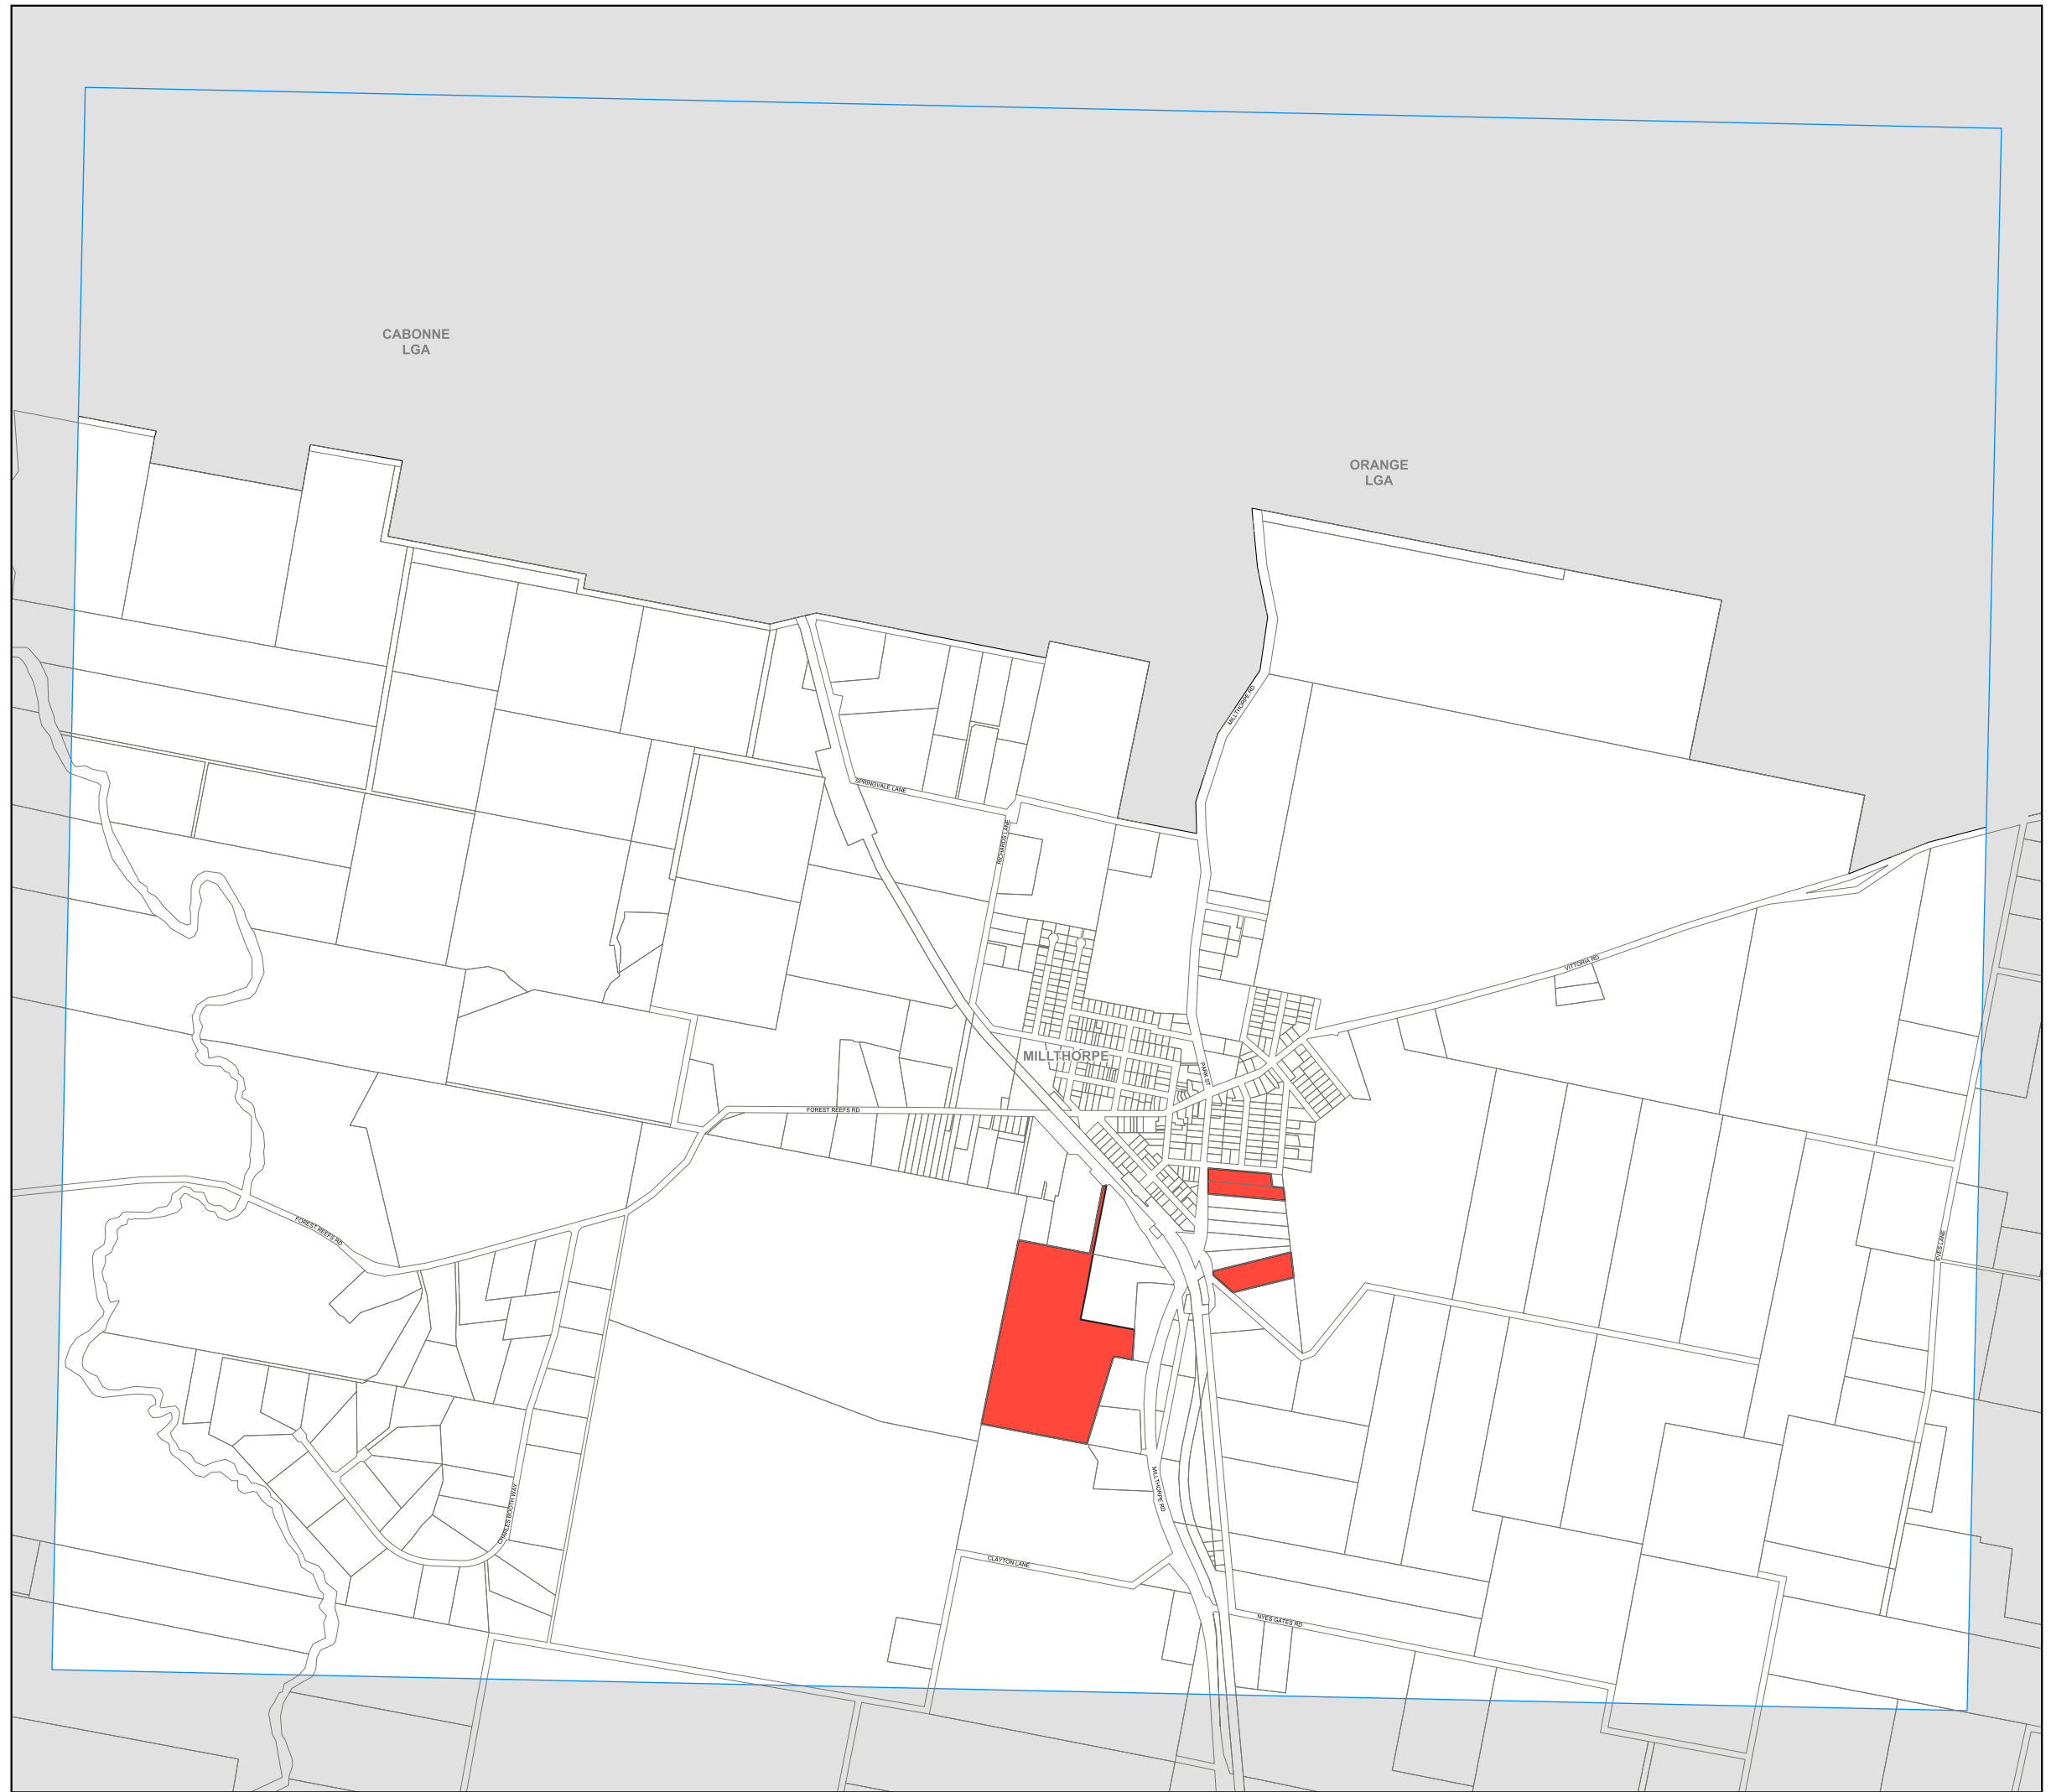 CABONNE
LGA
ORANGE
LGA
MILLTHORPE RD
SPRINGVALE LANE
RICHARDS LANE
VITTORIA RD
MILLTHORPE
PARK ST
FOREST REEFS RD
FOREST REEFS RD
EVES LANE
CHARLES BOOTH WAY
MILLTHORPE RD
CLAYTON LANE
NYES GATES RD